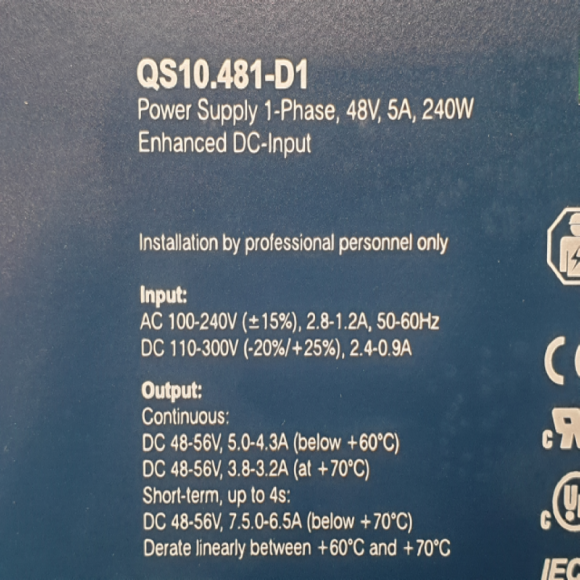 QS10.481-D1
Power Supply 1-Phase, 48V, 5A, 240W
Enhanced DC-Input
Installation by professional personnel only
Input:
AC 100-240V (±15%), 2.8-1.2A, 50-60Hz
DC 110-300V (-20%/+25%), 2.4-0.9A
Output:
Continuous:
DC 48-56V, 5.0-4.3A (below +60°C)
DC 48-56V, 3.8-3.2A (at +70°C)
Short-term, up to 4s:
DC 48-56V, 7.5.0-6.5A (below +70°C)
Derate linearly between +60°C and +70°C
IEC